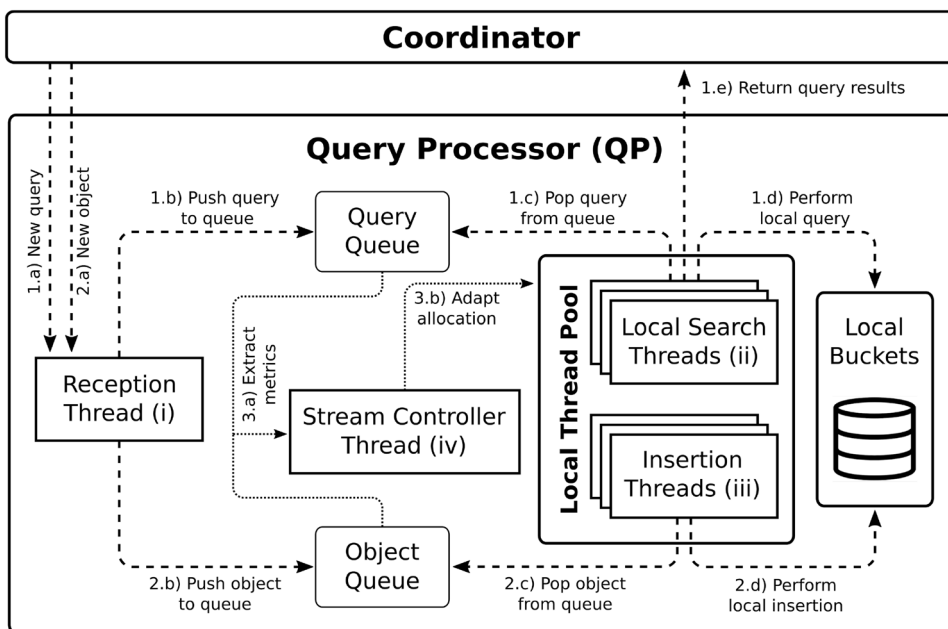 Coordinator
1.e) Return query results
Query Processor (QP)
1.a) New query
2.a) New object
1.b) Push query
to queue
Query
Queue
1.c) Pop query
from queue
1.d) Perform
local query
3.b) Adapt
allocation
Local Thread Pool
Local Search
Threads (ii)
Local
Buckets
Reception
Thread (i)
3.a) Extract
metrics
Stream Controller
Thread (iv)
Insertion
Threads (iii)
2.b) Push object
to queue
Object
Queue
2.c) Pop object
from queue
2.d) Perform
local insertion